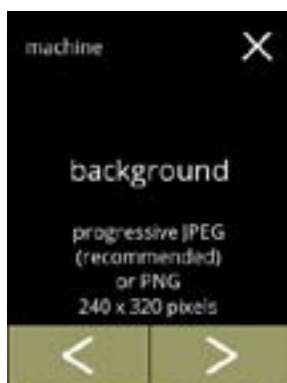 machine
background
progressive JPEG
(recommended)
or PNG
240 x 320 pixels